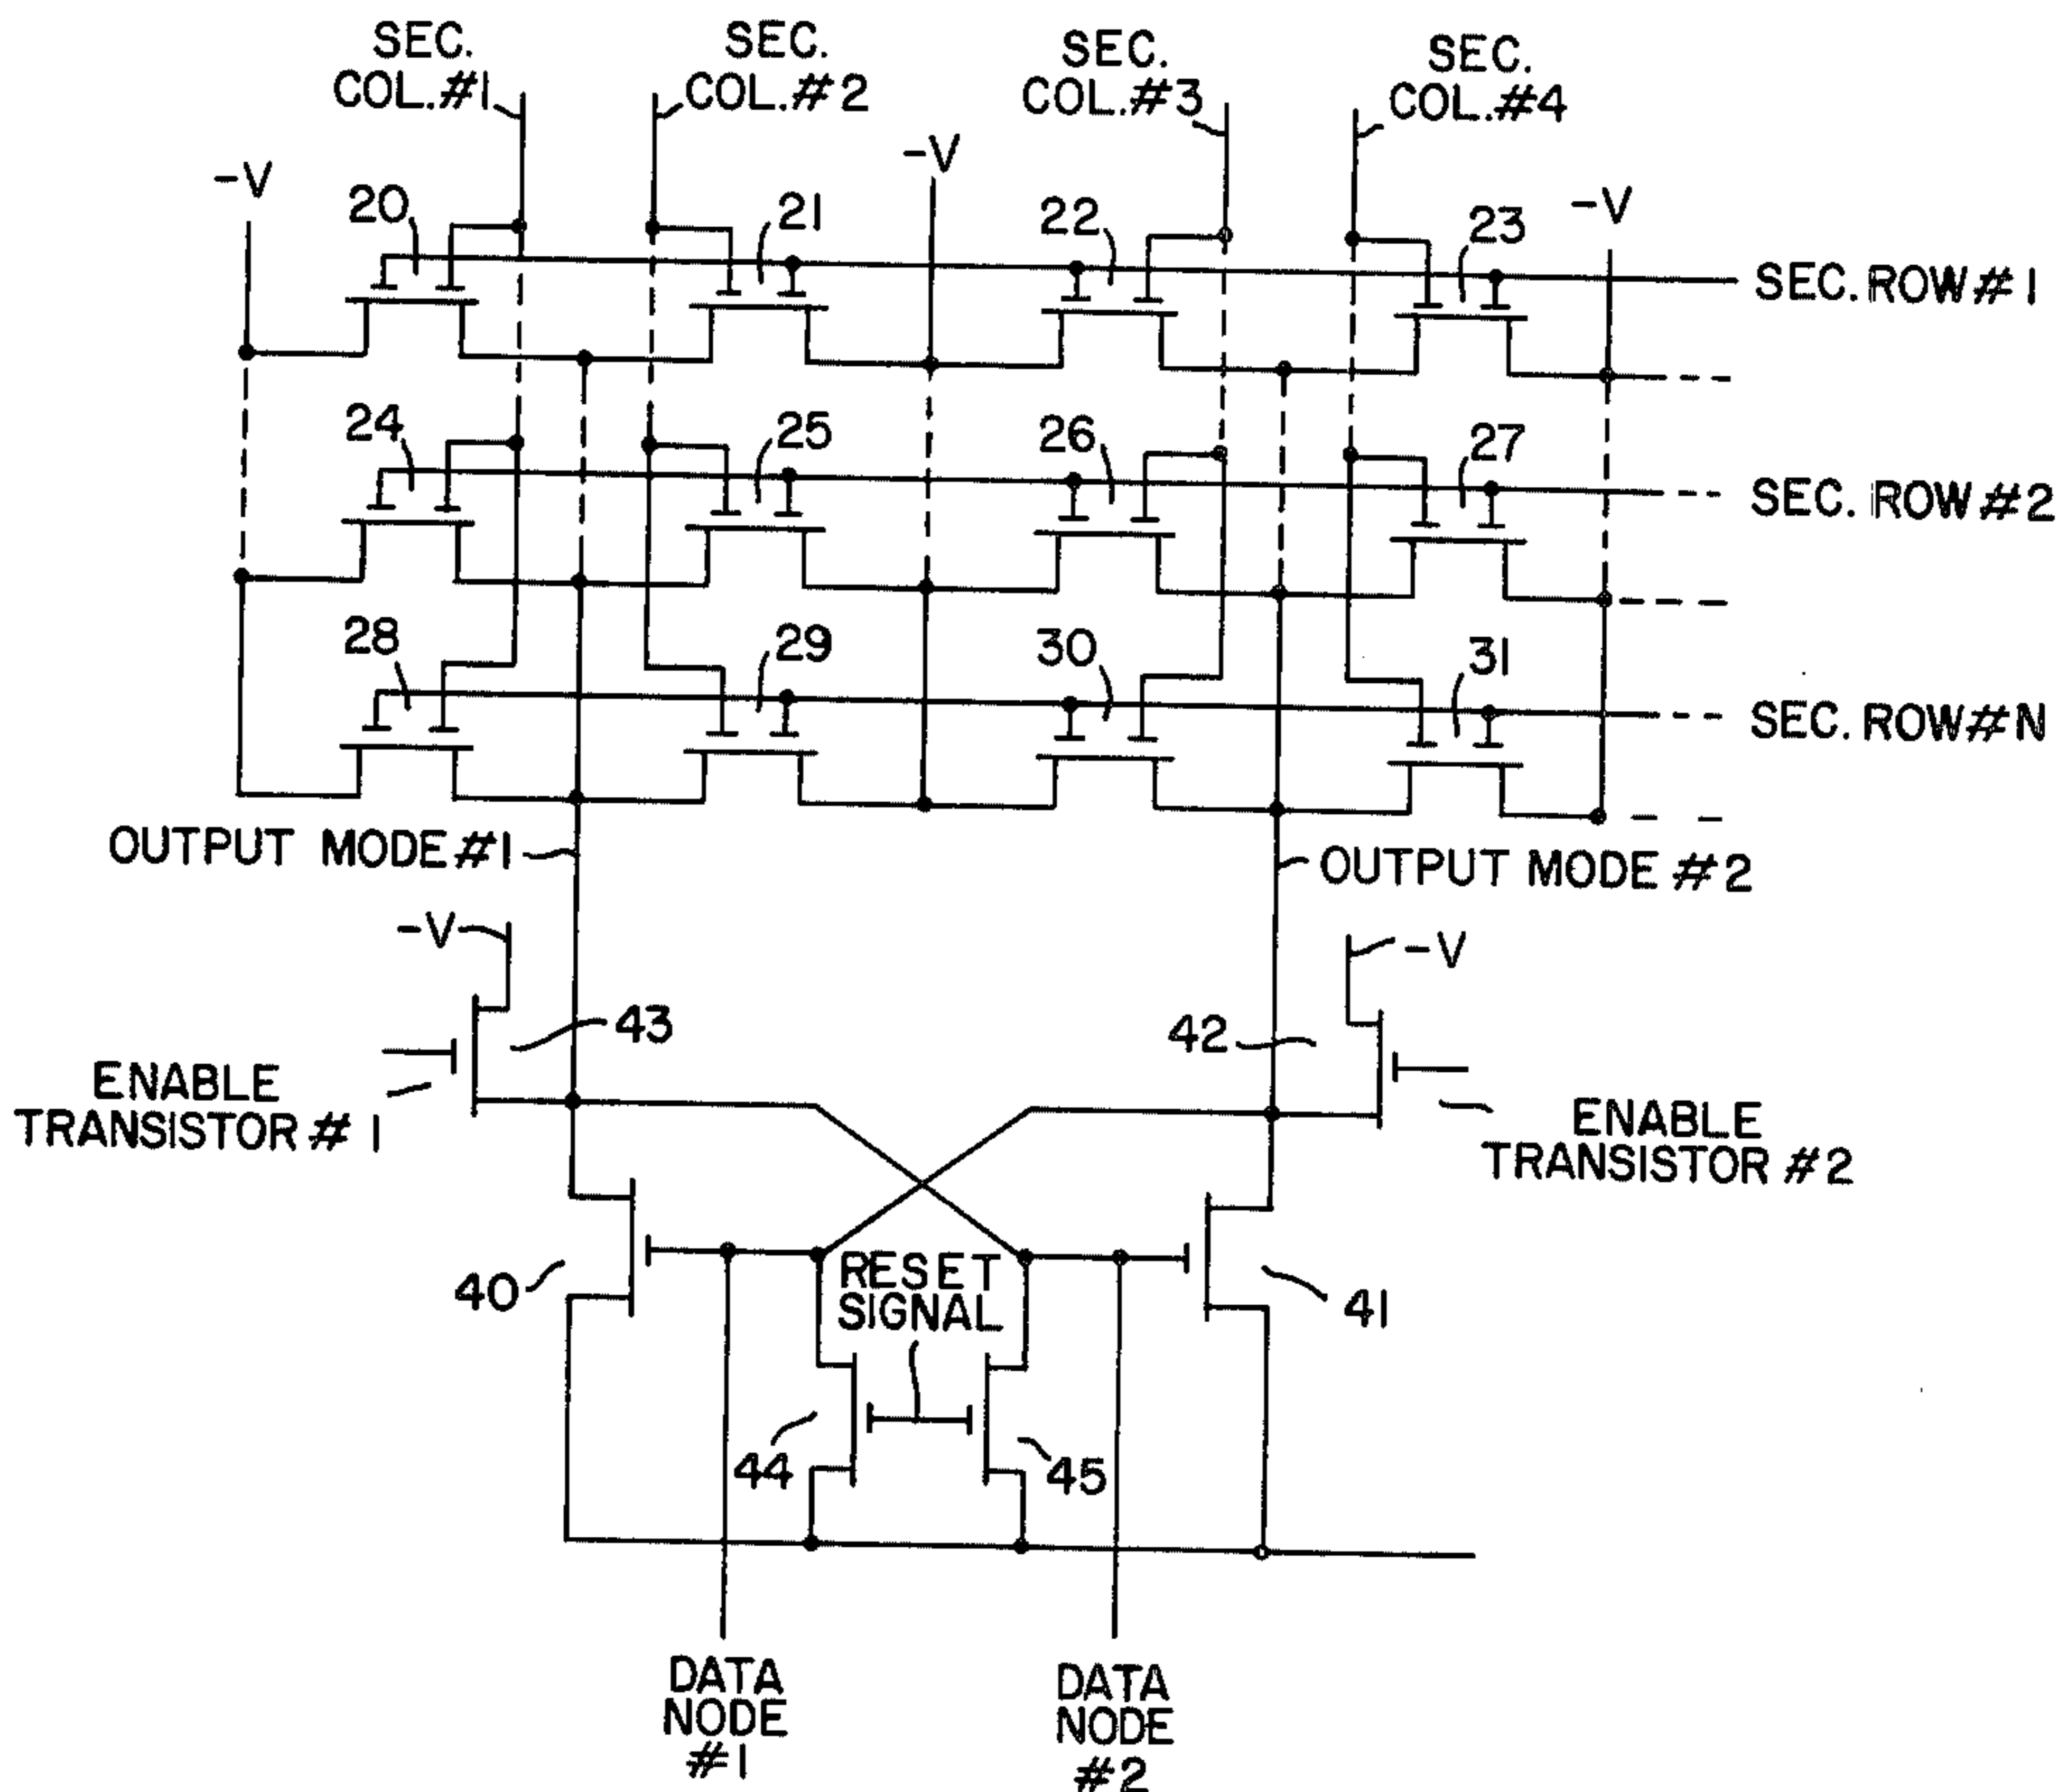 SEC.
COL.#1
SEC.
COL.#2
SEC.
COL.#3
SEC.
COL.#4
-V
-V
-V
20
21
22
23
SEC. ROW #1
24
25
26
27
SEC. ROW #2
28
29
30
31
SEC. ROW #N
OUTPUT MODE #1
OUTPUT MODE #2
-V
-V
43
42
ENABLE
TRANSISTOR # 1
ENABLE
TRANSISTOR #2
40
RESET
SIGNAL
41
44
45
DATA
NODE
#1
DATA
NODE
#2